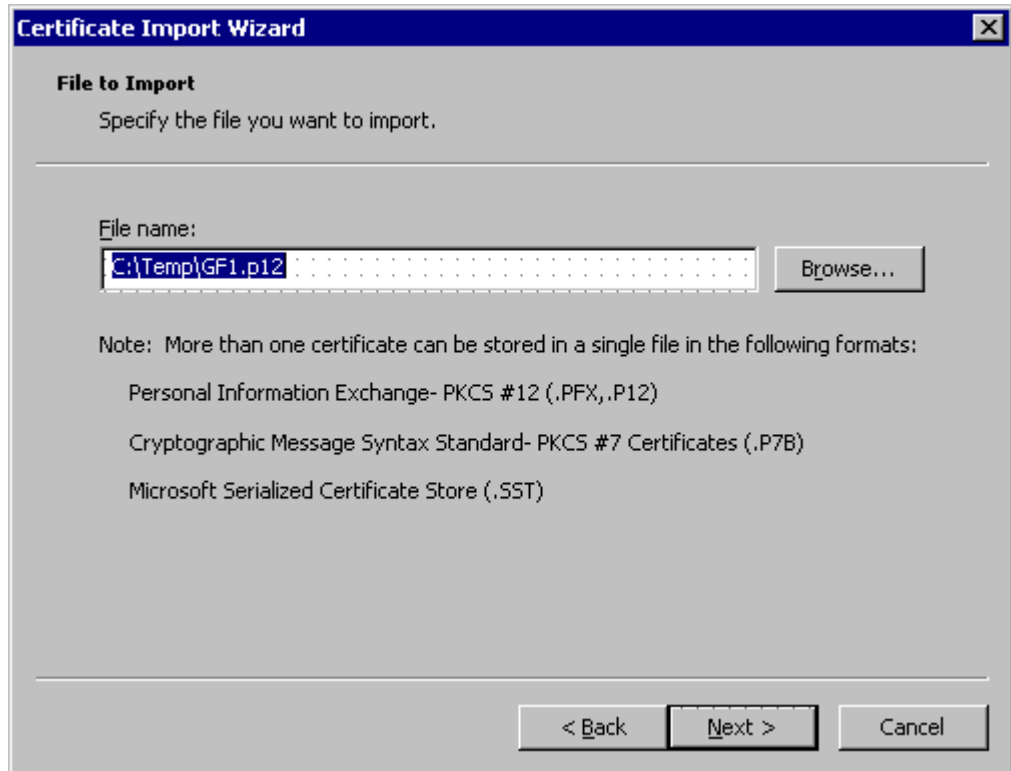 Certificate Import Wizard
File to Import
Specify the file you want to import.
File name:
C:\Temp\GF1.p12
Browse...
Note: More than one certificate can be stored in a single file in the following formats:
Personal Information Exchange- PKCS #12 (.PFX,.P12)
Cryptographic Message Syntax Standard- PKCS #7 Certificates (.P7B)
Microsoft Serialized Certificate Store (.SST)
< Back
Next >
Cancel